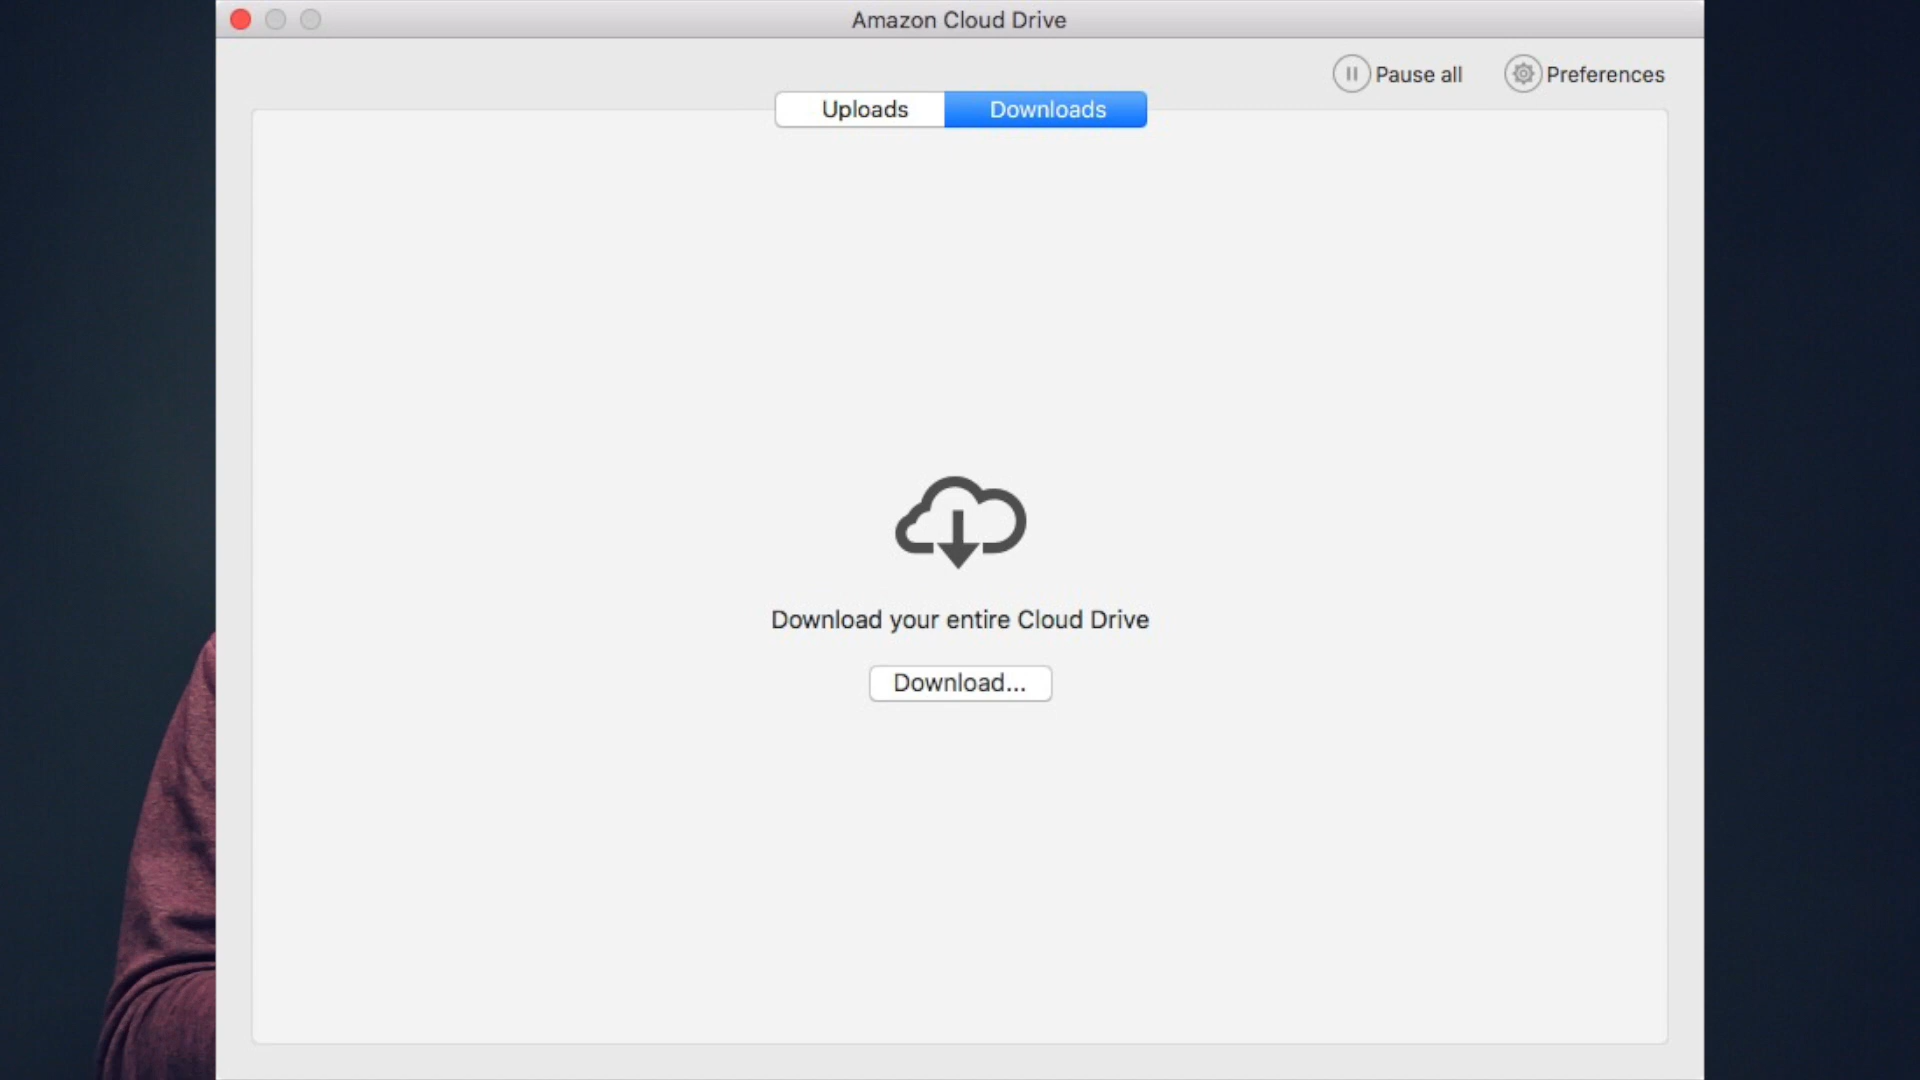 Amazon Cloud Drive
Pause all
Preferences
Uploads
Downloads
Download your entire Cloud Drive
Download...